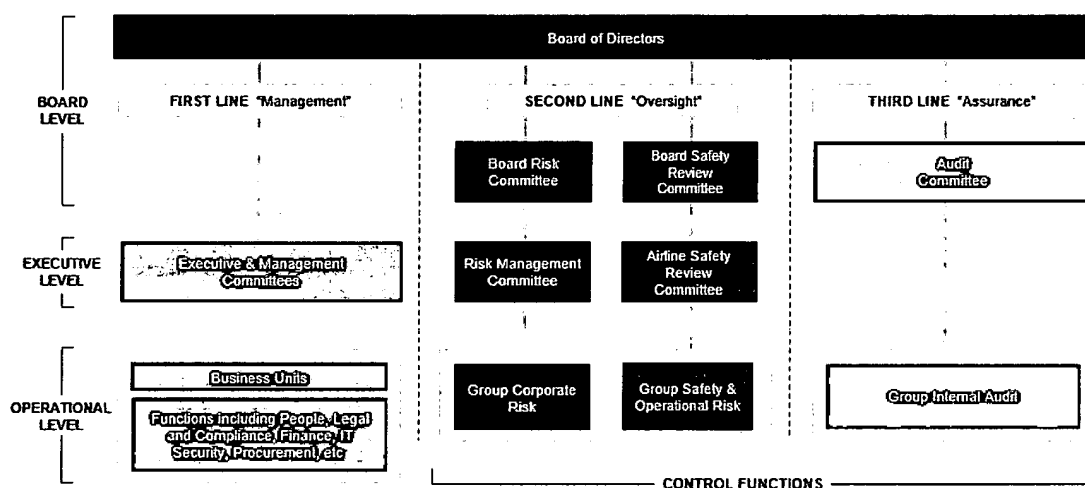 Board of Directors
BOARD
LEVEL
FIRST LINE "Management"
SECOND LINE "Oversight"
THIRD LINE "Assurance"
Board Risk
Committee
Board Safety
Review
Committee
Audit
Committee
EXECUTIVE
LEVEL
Executive & Management
Committees
Risk Management
Committee
Airline Safety
Review
Committee
OPERATIONAL
LEVEL
Business Units
Functions including People, Legal
and Compliance, Finance, IT
Security, Procurement, etc
Group Corporate
Risk
Group Safety &
Operational Risk
Group Internal Audit
CONTROL FUNCTIONS